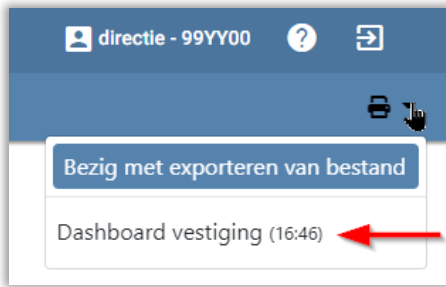 directie - 99YY00 ?
Bezig met exporteren van bestand
Dashboard vestiging (16:46)